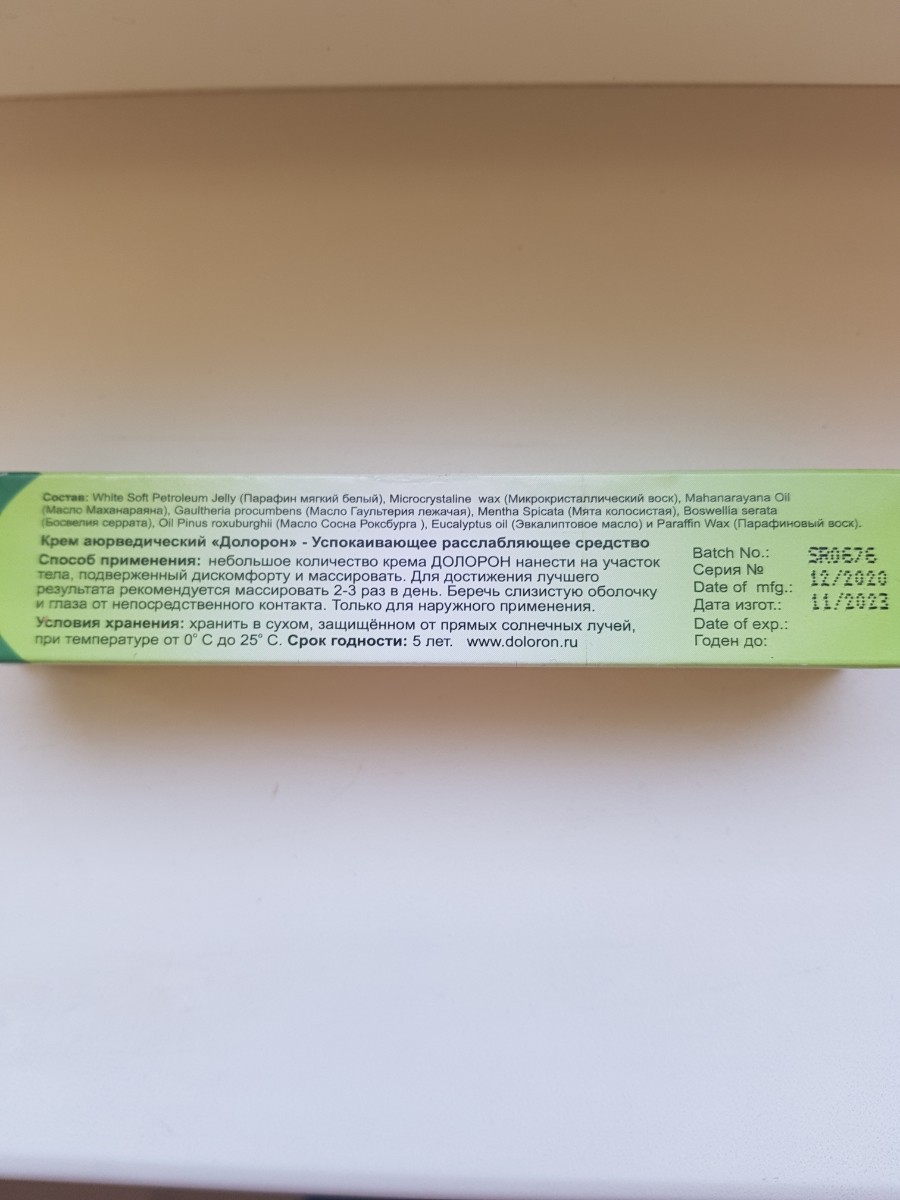 Состав: White Soft Petroleum Jelly (Парафин мягкий белый), Microcrystaline wax (Микрокристаллический воск), Mahanarayana Oil
(Масло Маханараяна), Gaultheria procumbens (Масло Гаультерия лежачая), Mentha Spicata (Мята колосистая), Boswellia serata
(Босвелия серрата), Oil Pinus roxuburghii (Масло Сосна Роксбурга ), Eucalyptus oil (Эвкалиптовое масло) и Paraffin Wax (Парафиновый воск).
Крем аюрведический «Долорон» - Успокаивающее расслабляющее средство
Способ применения: небольшое количество крема ДОЛОРОН нанести на участок
тела, подверженный дискомфорту и массировать. Для достижения лучшего
результата рекомендуется массировать 2-3 раз в день. Беречь слизистую оболочку
и глаза от непосредственного контакта. Только для наружного применения.
Условия хранения: хранить в сухом, защищённом от прямых солнечных лучей,
при температуре от 0° С до 25° С. Срок годности: 5 лет. www.doloron.ru
Batch No.: SR0676
Серия №
Date of mfg.: 12/2020
Дата изгот.: 11/2023
Date of exp.:
Годен до: